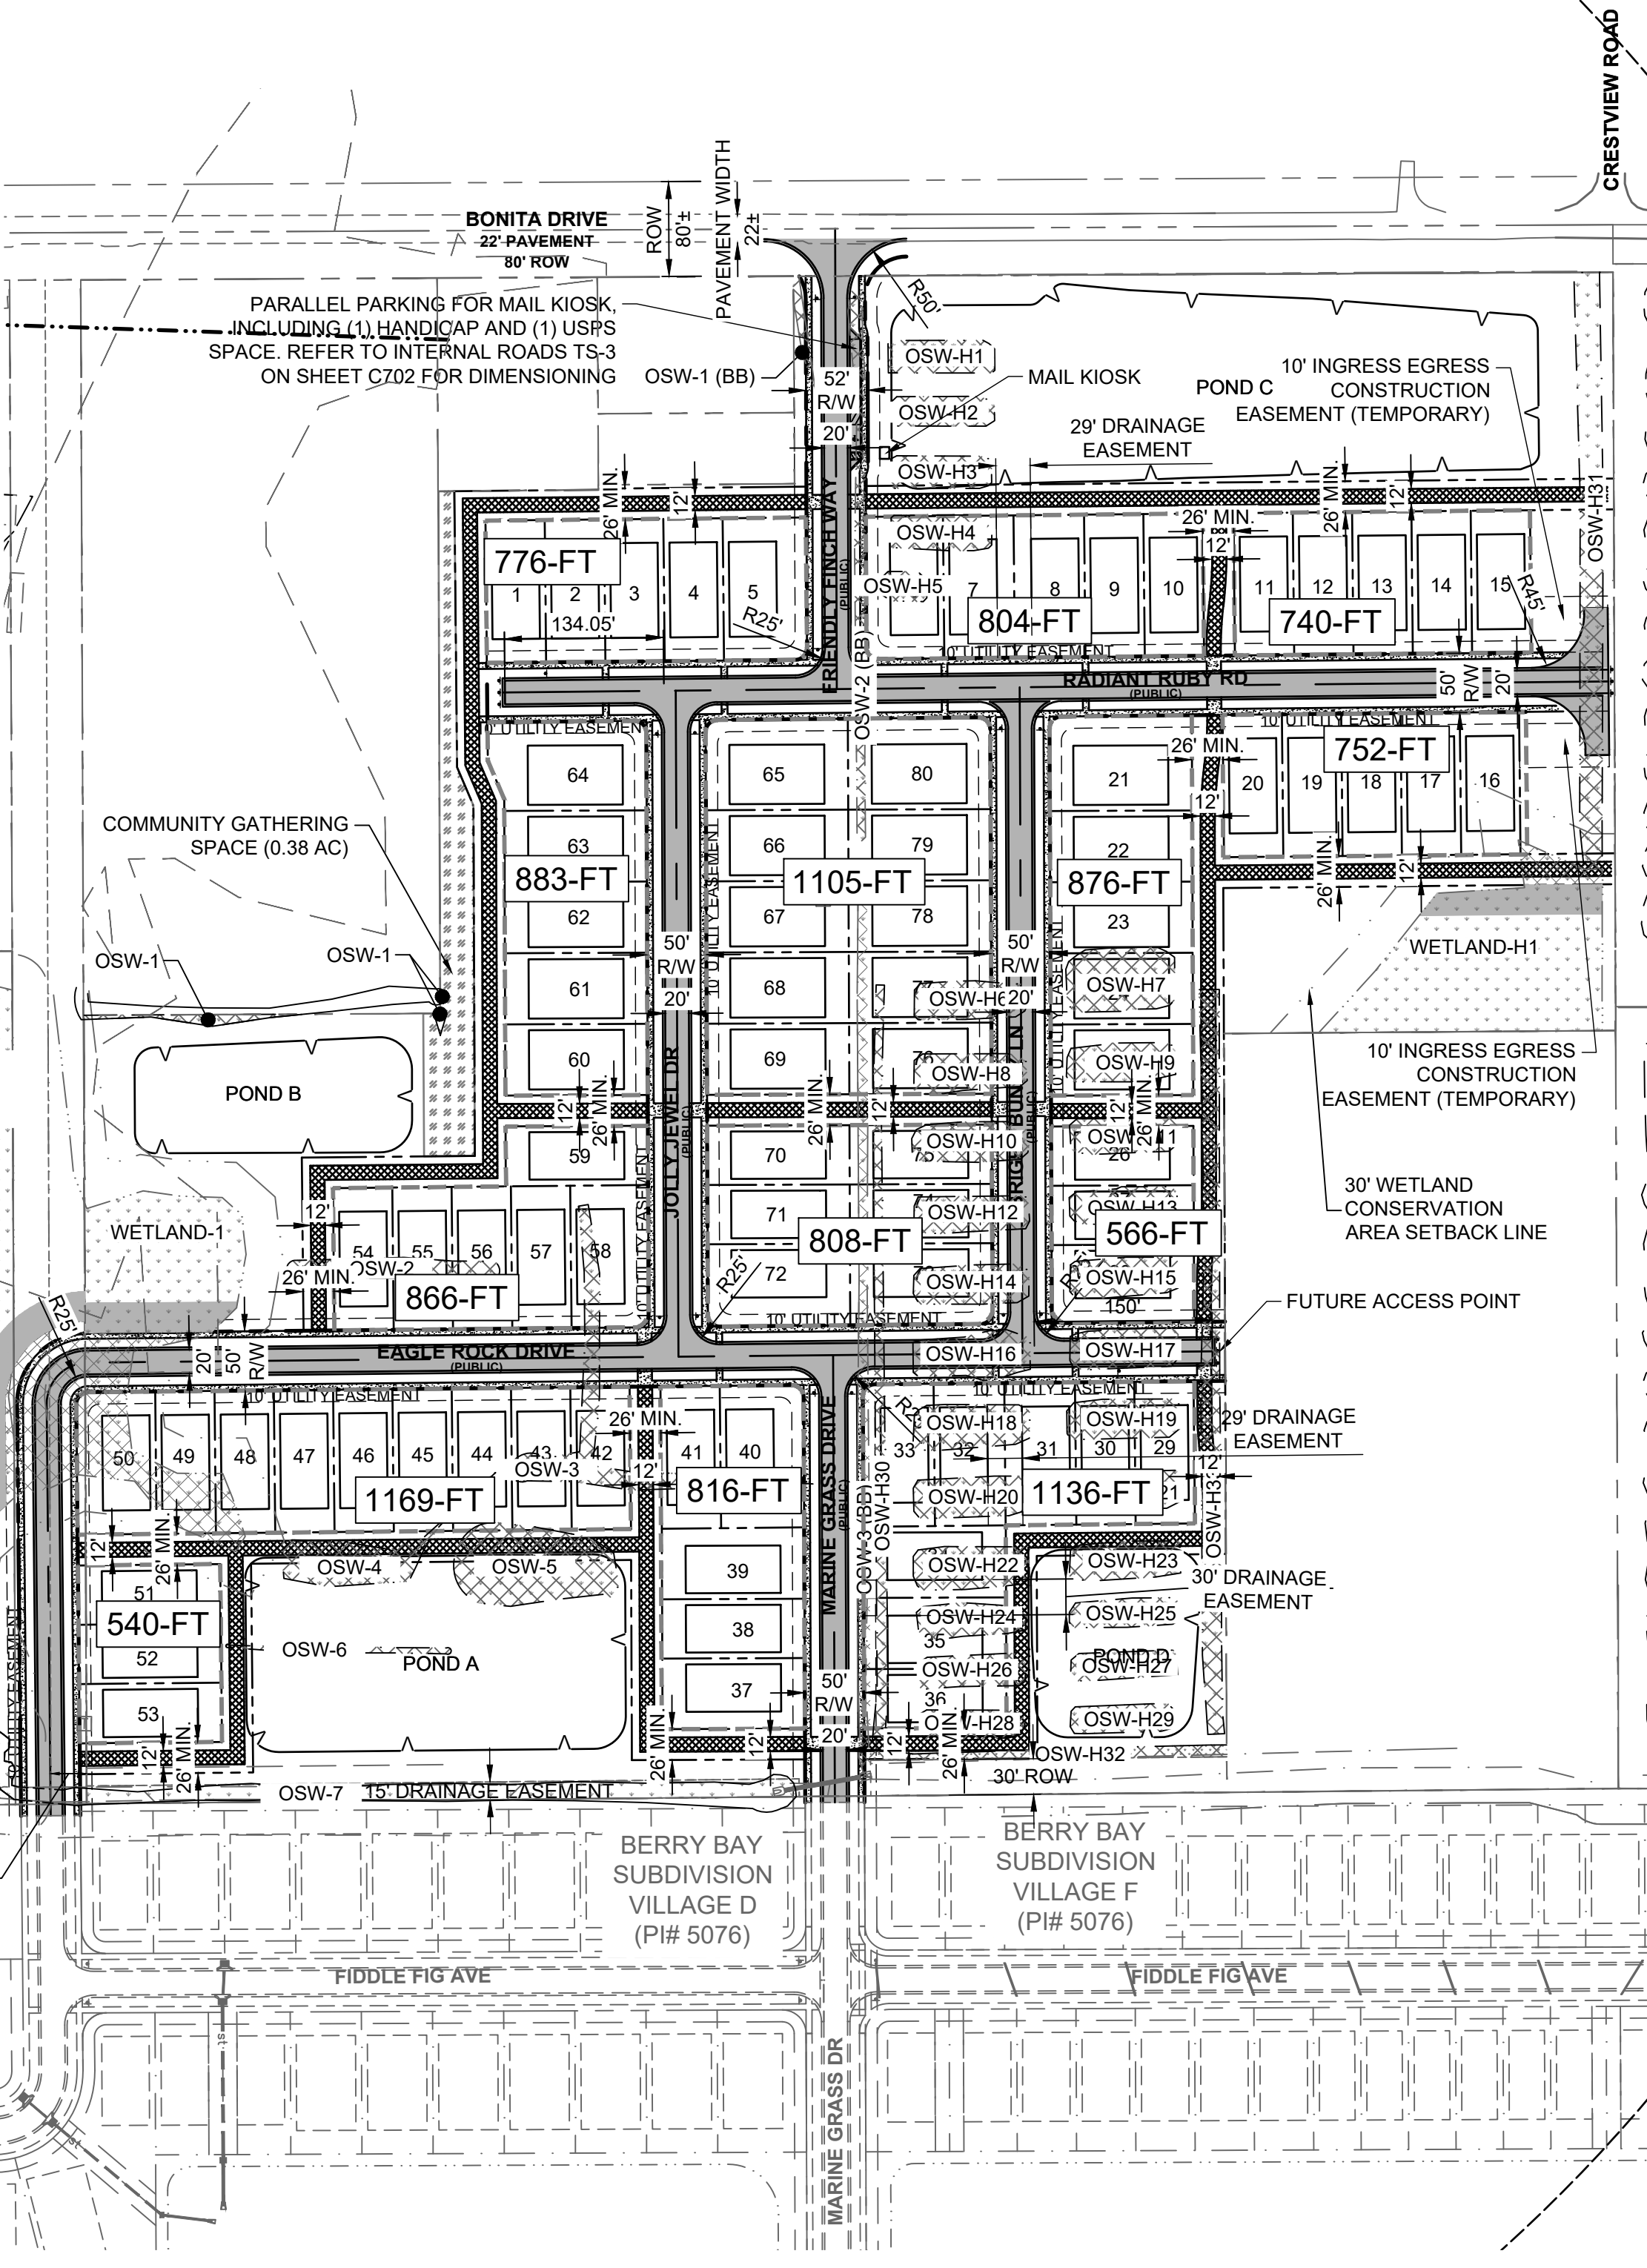 CRESTVIEW ROAD
BONITA DRIVE
22' PAVEMENT
80' ROW
ROW
80'±
PAVEMENT WIDTH
22±
PARALLEL PARKING FOR MAIL KIOSK,
INCLUDING (1) HANDICAP AND (1) USPS
SPACE. REFER TO INTERNAL ROADS TS-3
ON SHEET C702 FOR DIMENSIONING
OSW-1 (BB)
52'
R/W
20'
R50'
OSW-H1
OSW-H2
OSW-H3
MAIL KIOSK
POND C
29' DRAINAGE
EASEMENT
10' INGRESS EGRESS
CONSTRUCTION
EASEMENT (TEMPORARY)
OSW-H31
26' MIN.
12'
26' MIN.
12'
26' MIN.
12'
FRIENDLY FINCH WAY
(PUBLIC)
OSW-H4
OSW-H5
776-FT
1
2
3
4
5
134.05'
R25'
7
8
9
10
804-FT
11
12
13
14
15
740-FT
R45'
10' UTILITY EASEMENT
RADIANT RUBY RD
(PUBLIC)
50'
R/W
20'
OSW-2 (BB)
10' UTILITY EASEMENT
752-FT
20
19
18
17
16
26' MIN.
12'
26' MIN.
12'
64
63
883-FT
62
61
60
59
65
66
1105-FT
67
68
69
70
71
72
80
79
78
21
22
876-FT
23
50'
R/W
20'
50'
R/W
20'
10' UTILITY EASEMENT
10' UTILITY EASEMENT
COMMUNITY GATHERING
SPACE (0.38 AC)
OSW-1
OSW-1
POND B
WETLAND-H1
OSW-H6
OSW-H7
OSW-H8
OSW-H9
OSW-H10
26
OSW-H12
OSW-H13
OSW-H14
OSW-H15
JOLLY JEWEL DR
(PUBLIC)
12'
26' MIN.
26' MIN.
12'
12'
26' MIN.
10' INGRESS EGRESS
CONSTRUCTION
EASEMENT (TEMPORARY)
30' WETLAND
CONSERVATION
AREA SETBACK LINE
WETLAND-1
12'
26' MIN.
54
55
56
57
58
OSW-2
866-FT
10' UTILITY EASEMENT
808-FT
566-FT
R25'
150'
10' UTILITY EASEMENT
FUTURE ACCESS POINT
R25'
20'
50'
R/W
EAGLE ROCK DRIVE
(PUBLIC)
10' UTILITY EASEMENT
OSW-H16
OSW-H17
10' UTILITY EASEMENT
50
49
48
47
46
45
44
43
42
OSW-3
1169-FT
26' MIN.
12'
41
40
816-FT
39
38
37
MARINE GRASS DRIVE
(PUBLIC)
OSW-3 (BB)
OSW-H30
33
32
31
30
29
OSW-H18
OSW-H19
OSW-H20
1136-FT
29' DRAINAGE
EASEMENT
12'
OSW-H22
OSW-H23
30' DRAINAGE
EASEMENT
OSW-H24
OSW-H25
35
OSW-H26
OSW-H27
POND D
36
OSW-H29
OSW-H32
30' ROW
12'
26' MIN.
51
540-FT
52
53
OSW-4
OSW-5
OSW-6
POND A
12'
26' MIN.
26' MIN.
12'
50'
R/W
20'
12'
26' MIN.
OSW-7
15' DRAINAGE EASEMENT
BERRY BAY
SUBDIVISION
VILLAGE D
(PI# 5076)
BERRY BAY
SUBDIVISION
VILLAGE F
(PI# 5076)
FIDDLE FIG AVE
FIDDLE FIG AVE
MARINE GRASS DR
st
st